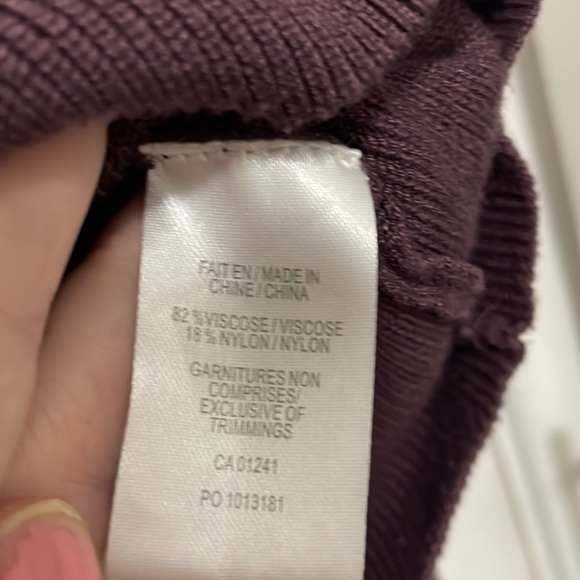 FAIT EN / MADE IN
CHINE / CHINA
82 % VISCOSE / VISCOSE
18 % NYLON / NYLON
GARNITURES NON
COMPRISES/
EXCLUSIVE OF
TRIMMINGS
CA 01241
PO 1013181